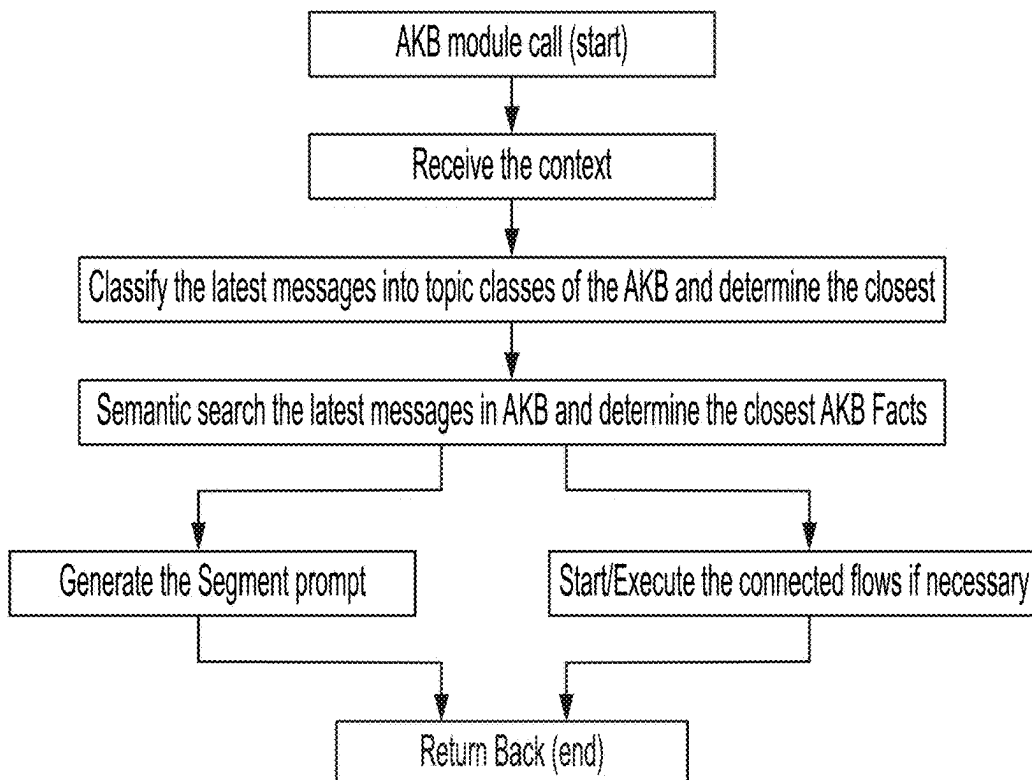 AKB module call (start)
Receive the context
Classify the latest messages into topic classes of the AKB and determine the closest
Semantic search the latest messages in AKB and determine the closest AKB Facts
Generate the Segment prompt
Start/Execute the connected flows if necessary
Return Back (end)